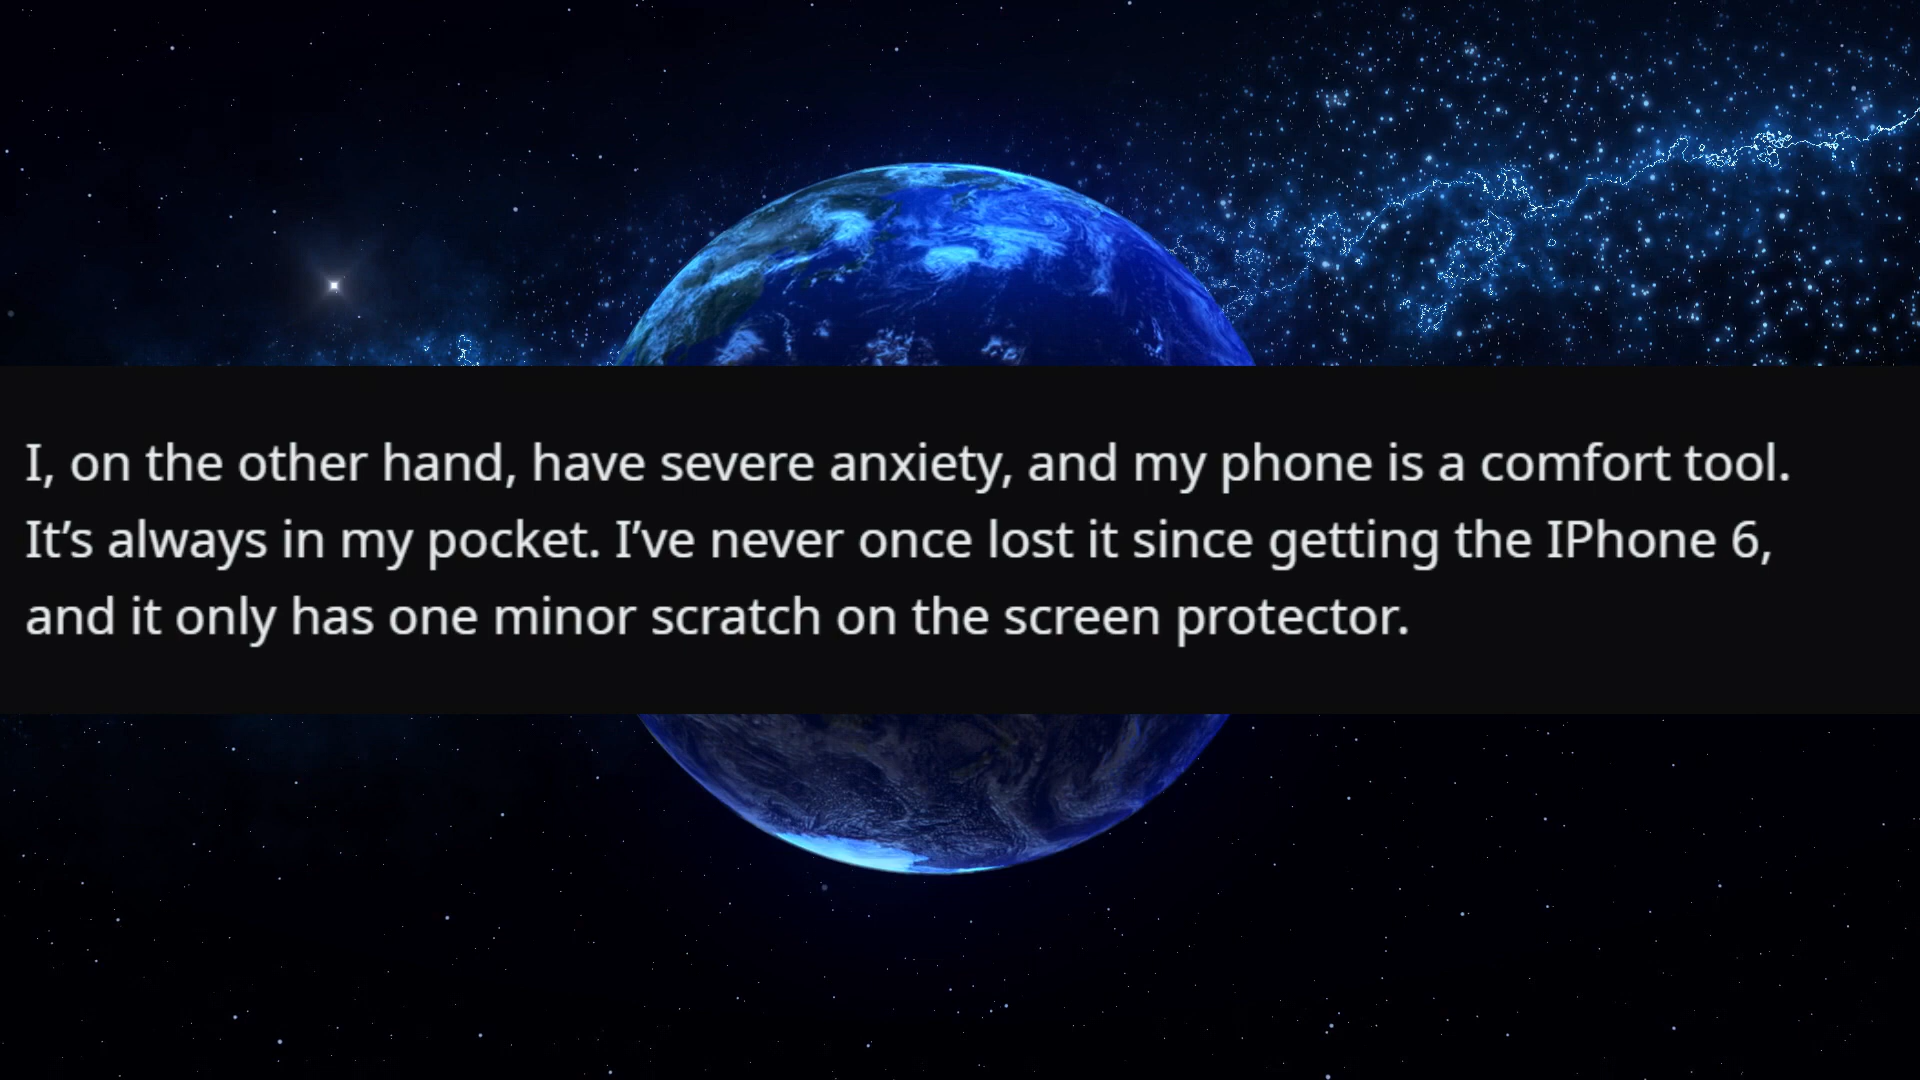 I, on the other hand, have severe anxiety, and my phone is a comfort tool.
It’s always in my pocket. I’ve never once lost it since getting the IPhone 6,
and it only has one minor scratch on the screen protector.